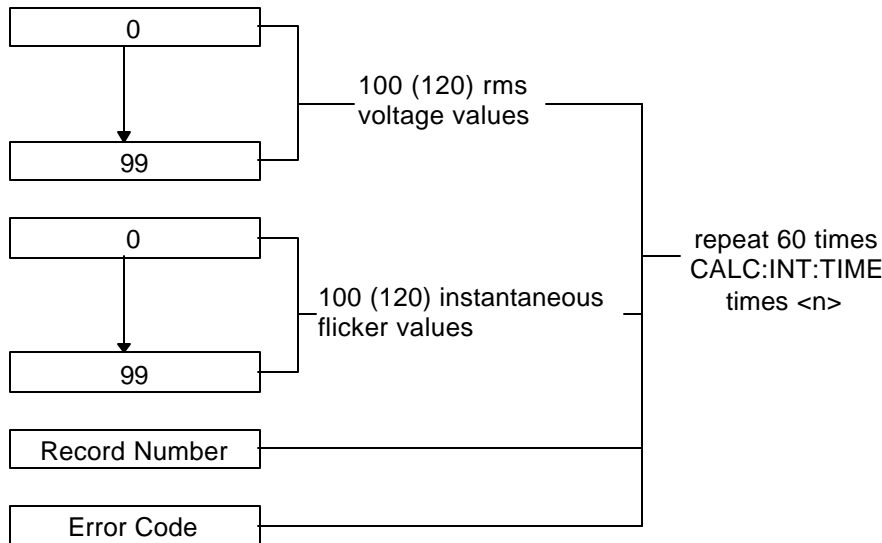 0
100 (120) rms
voltage values
99
0
100 (120) instantaneous
flicker values
99
repeat 60 times
CALC:INT:TIME
times <n>
Record Number
Error Code